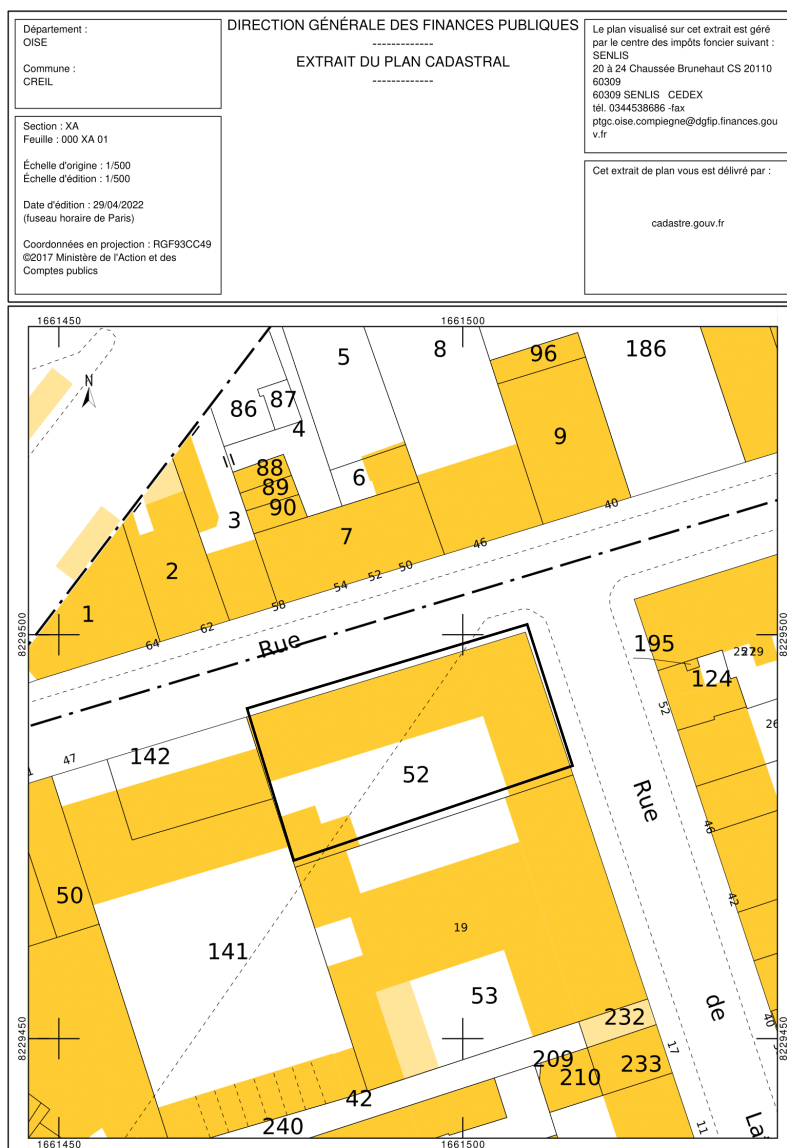 Département :
OISE
Commune :
CREIL
Section : XA
Feuille : 000 XA 01
Échelle d'origine : 1/500
Échelle d'édition : 1/500
Date d'édition : 29/04/2022
(fuseau horaire de Paris)
Coordonnées en projection : RGF93CC49
©2017 Ministère de l'Action et des
Comptes publics
DIRECTION GÉNÉRALE DES FINANCES PUBLIQUES
-------------
EXTRAIT DU PLAN CADASTRAL
-------------
Le plan visualisé sur cet extrait est géré
par le centre des impôts foncier suivant :
SENLIS
20 à 24 Chaussée Brunehaut CS 20110
60309
60309 SENLIS CEDEX
tél. 0344538686 -fax
ptgc.oise.compiegne@dgfip.finances.gou
v.fr
Cet extrait de plan vous est délivré par :
cadastre.gouv.fr
1661450
1661500
5
8
96
186
N
86
87
4
9
88
6
89
90
3
7
2
40
46
50
52
54
58
62
64
1
8229500
8229500
Rue
195
124
229
52
26
47
142
52
Rue
46
50
42
19
141
53
de
232
40
8229450
8229450
17
209
210
233
42
240
11
La
1661450
1661500